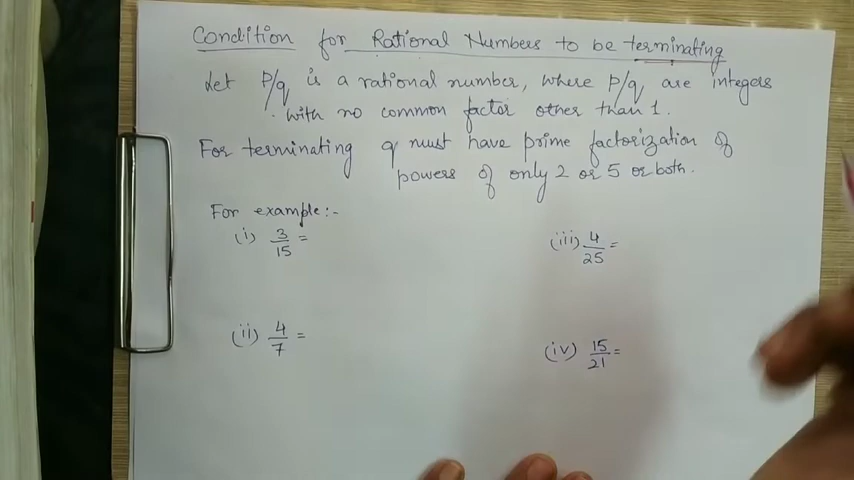 Condition for Rational Numbers to be terminating
Let P/q is a rational number, where P/q are integers
with no common factor other than 1.
For terminating q must have prime factorization of
powers of only 2 or 5 or both.
For example:-
(i) 3/15 =
(iii) 4/25 =
(ii) 4/7 =
(iv) 15/21 =